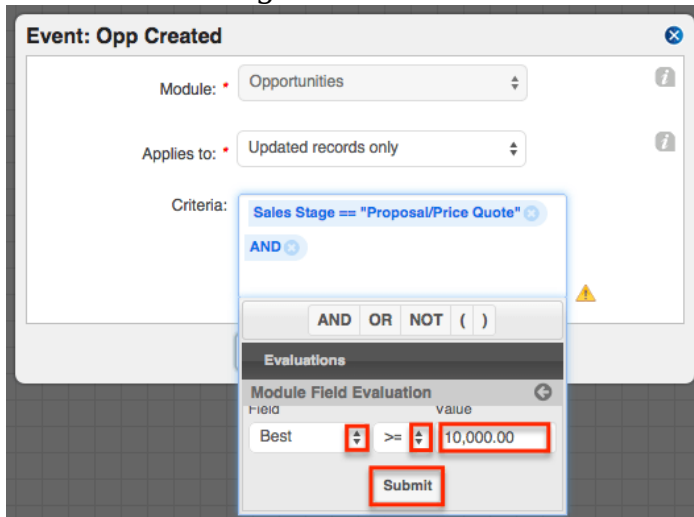 Event: Opp Created
Module: * Opportunities
Applies to: * Updated records only
Criteria: Sales Stage == "Proposal/Price Quote"
AND
AND OR NOT ( )
Evaluations
Module Field Evaluation
Field Value
Best >= 10,000.00
Submit